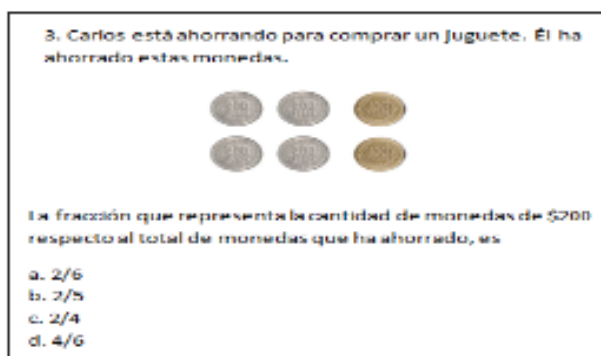 3. Carlos está ahorrando para comprar un juguete. Él ha
ahorrado estas monedas.
La fracción que representa la cantidad de monedas de $200
respecto al total de monedas que ha ahorrado, es
a. 2/6
b. 2/5
c. 2/4
d. 4/6